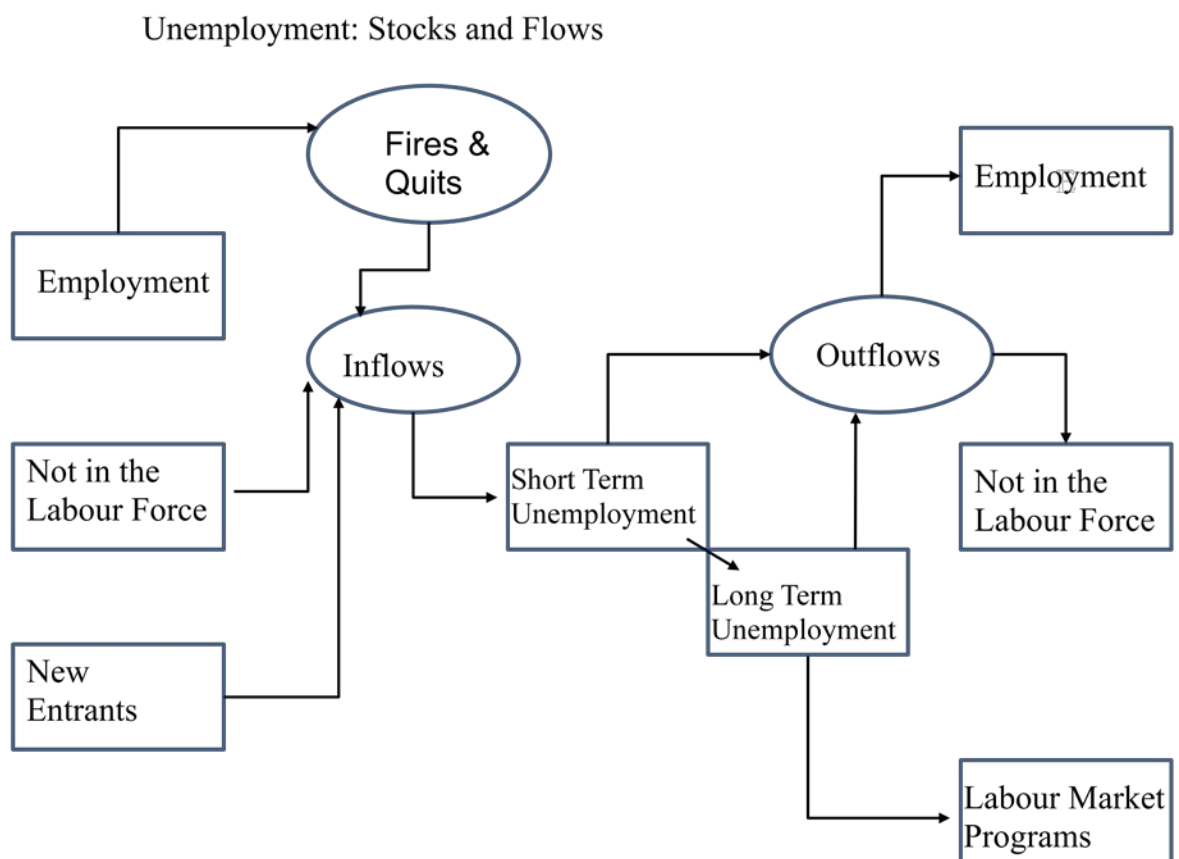 Unemployment: Stocks and Flows
Fires &
Quits
Employment
Employment
Inflows
Outflows
Not in the
Labour Force
Short Term
Unemployment
Not in the
Labour Force
Long Term
Unemployment
New
Entrants
Labour Market
Programs